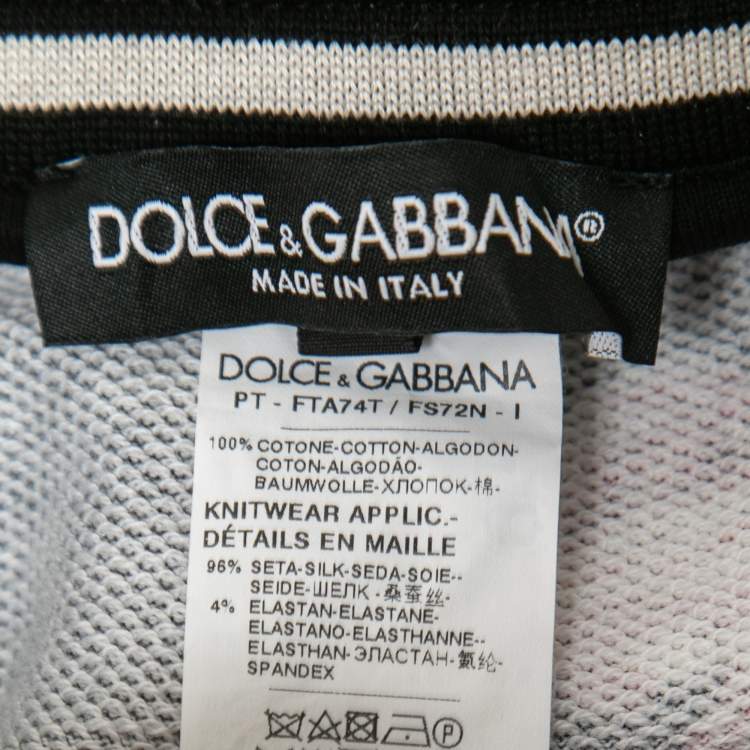 DOLCE & GABBANA®
MADE IN ITALY
DOLCE & GABBANA
PT - FTA74T / FS72N - I
100% COTONE-COTTON-ALGODON-
COTON-ALGODÃO-
BAUMWOLLE-ХЛОПОК-棉-
KNITWEAR APPLIC.-
DÉTAILS EN MAILLE
96% SETA-SILK-SEDA-SOIE--
SEIDE-ШЕЛК -桑蚕丝-
4% ELASTAN-ELASTANE-
ELASTANO-ELASTHANNE--
ELASTHAN-ЭЛАСТАН-氨纶-
SPANDEX
P